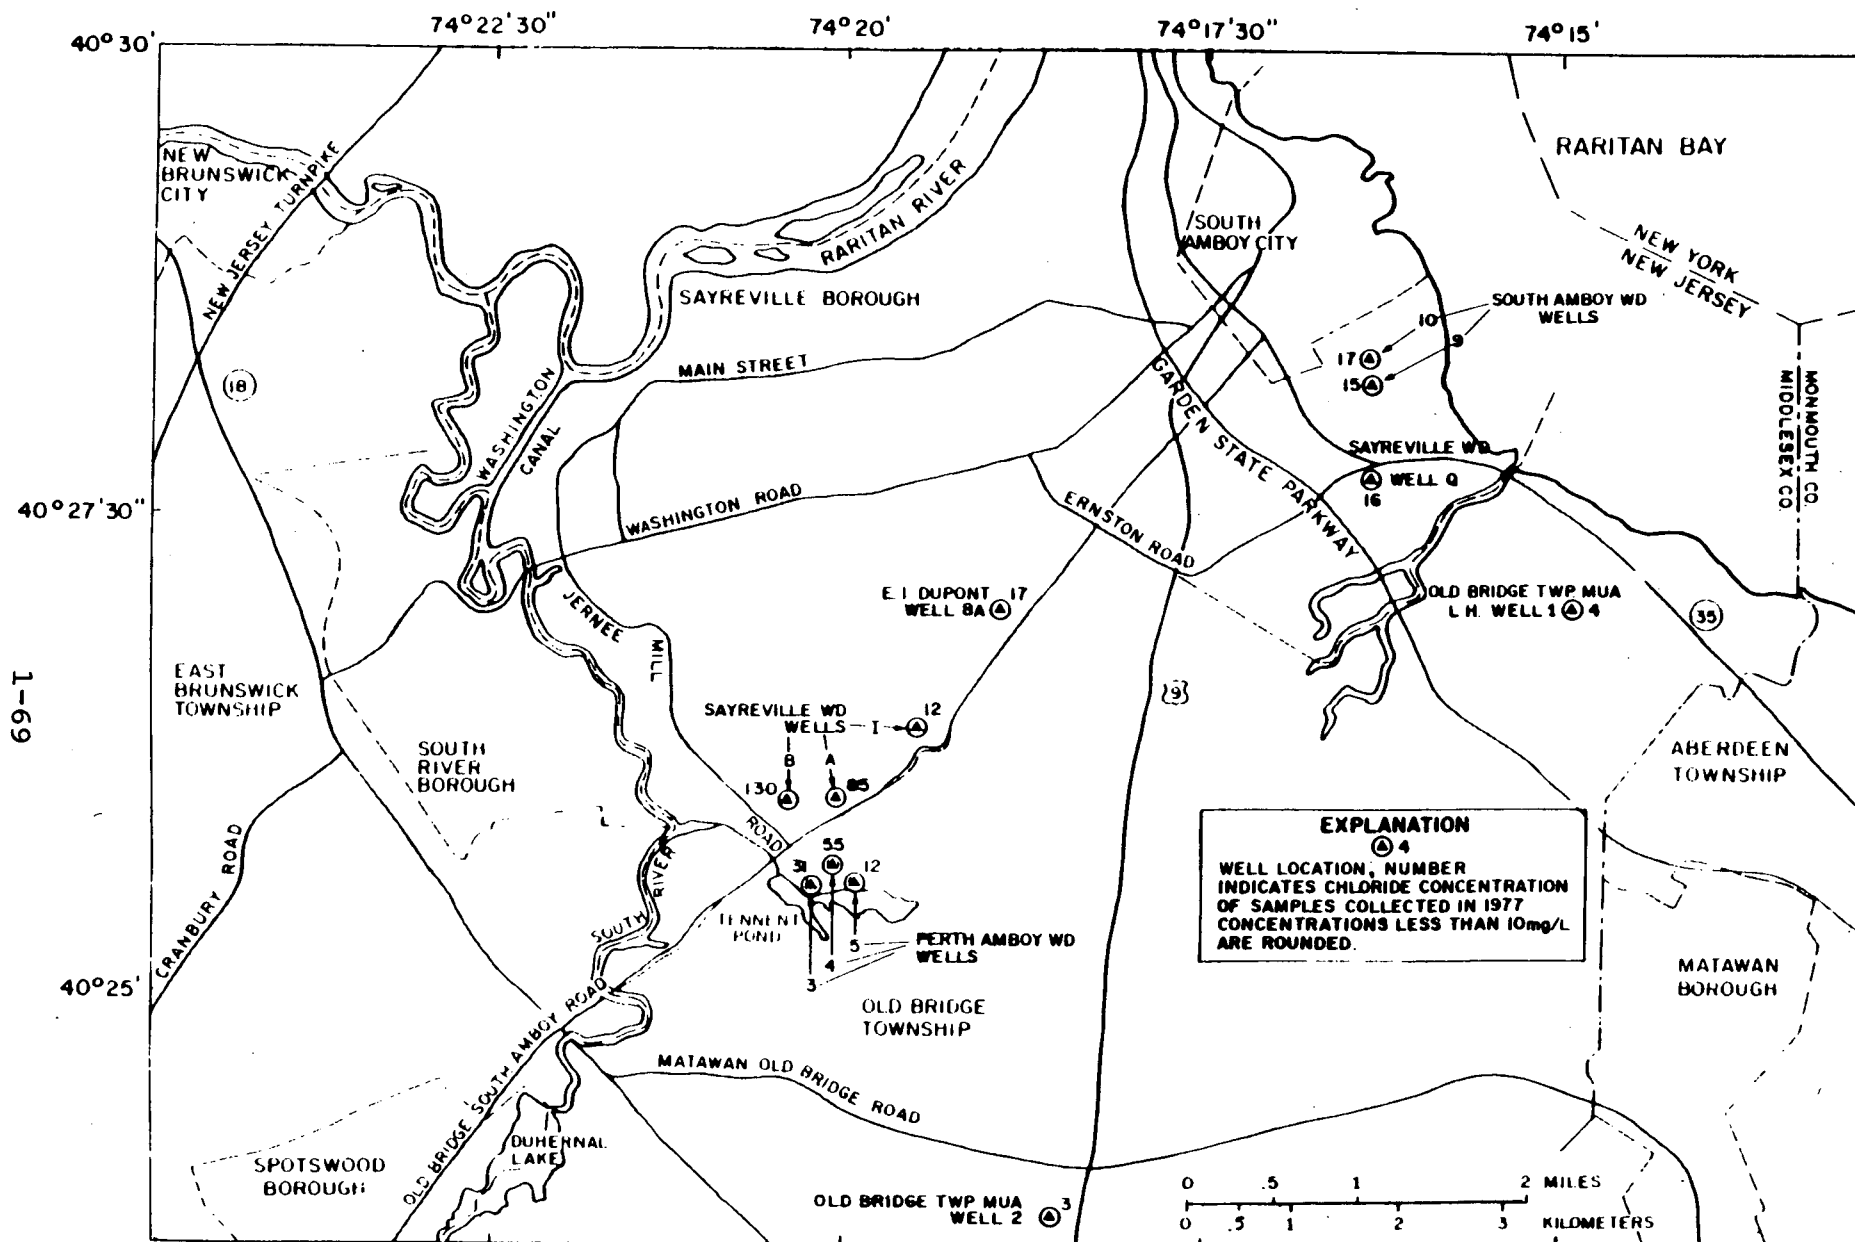 74°22'30"
74°20'
74°17'30"
74°15'
40°30'
NEW
BRUNSWICK
CITY
NEW JERSEY TURNPIKE
RARITAN RIVER
RARITAN BAY
SOUTH
AMBOY CITY
NEW YORK
NEW JERSEY
SAYREVILLE BOROUGH
SOUTH AMBOY WD
WELLS
10
9
17
15
MAIN STREET
18
WASHINGTON
CANAL
GARDEN STATE PARKWAY
MONMOUTH CO.
MIDDLESEX CO.
SAYREVILLE WD
WELL Q
16
40°27'30"
WASHINGTON ROAD
ERNSTON ROAD
E. I. DUPONT 17
WELL 8A
OLD BRIDGE TWP MUA
L.H. WELL 1 4
35
JERNEE
MILL
ROAD
1-69
EAST
BRUNSWICK
TOWNSHIP
9
SAYREVILLE WD
WELLS I
12
B
A
130
85
SOUTH
RIVER
BOROUGH
ABERDEEN
TOWNSHIP
CRANBURY ROAD
SOUTH RIVER
55
31
12
TENNENT
POND
5
4
3
PERTH AMBOY WD
WELLS
EXPLANATION
4
WELL LOCATION, NUMBER
INDICATES CHLORIDE CONCENTRATION
OF SAMPLES COLLECTED IN 1977
CONCENTRATIONS LESS THAN 10mg/L
ARE ROUNDED.
40°25'
OLD BRIDGE
TOWNSHIP
MATAWAN
BOROUGH
OLD BRIDGE SOUTH AMBOY ROAD
MATAWAN OLD BRIDGE ROAD
DUHERNAL
LAKE
SPOTSWOOD
BOROUGH
OLD BRIDGE TWP MUA
WELL 2
3
0 .5 1 2 MILES
0 .5 1 2 3 KILOMETERS